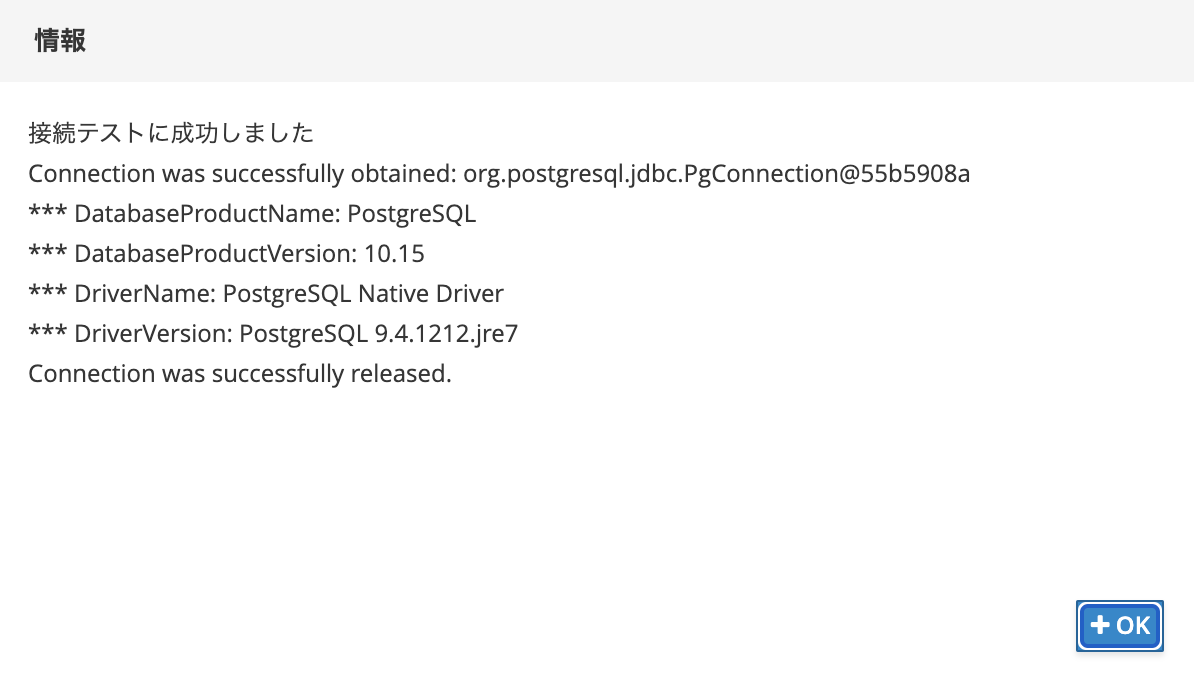 情報
接続テストに成功しました
Connection was successfully obtained: org.postgresql.jdbc.PgConnection@55b5908a
*** DatabaseProductName: PostgreSQL
*** DatabaseProductVersion: 10.15
*** DriverName: PostgreSQL Native Driver
*** DriverVersion: PostgreSQL 9.4.1212.jre7
Connection was successfully released.
OK